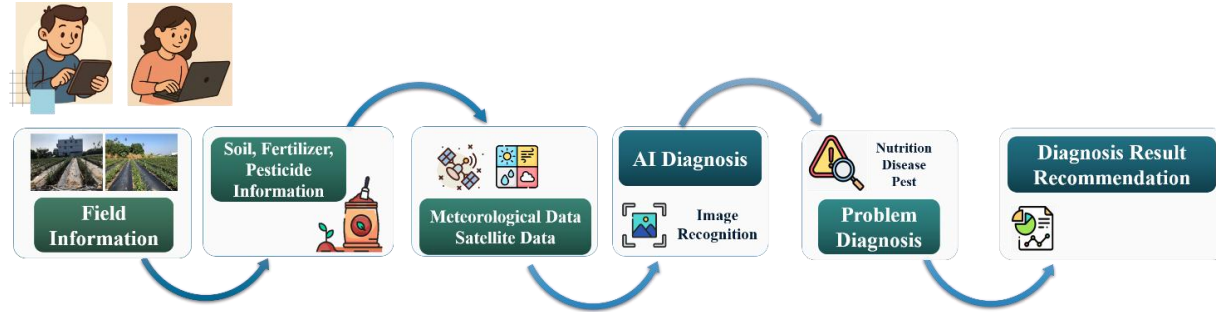 Field
Information
Soil, Fertilizer,
Pesticide
Information
Meteorological Data
Satellite Data
AI Diagnosis
Image
Recognition
Nutrition
Disease
Pest
Problem
Diagnosis
Diagnosis Result
Recommendation